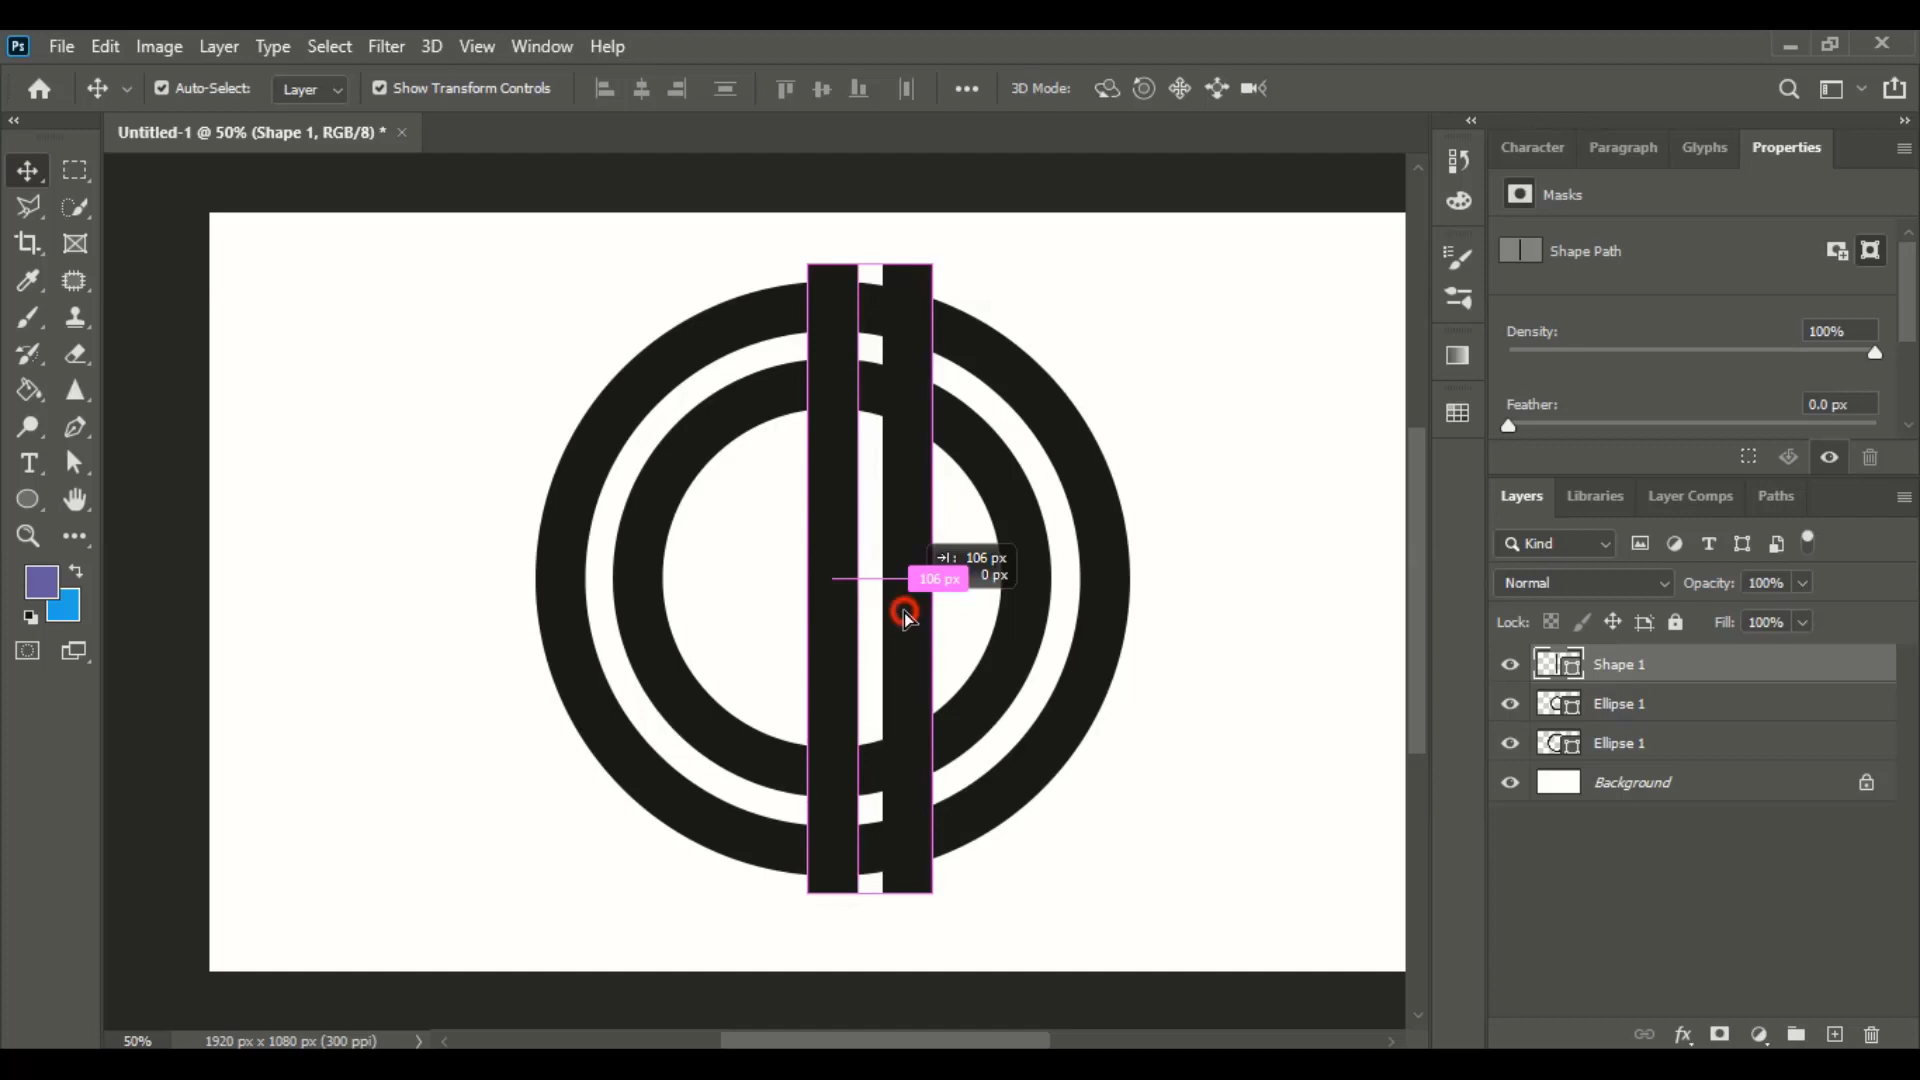 Ps File Edit Image Layer Type Select Filter 3D View Window Help
Auto-Select: Layer Show Transform Controls 3D Mode:
Untitled-1 @ 50% (Shape 1, RGB/8) *
Character Paragraph Glyphs Properties
Masks
Shape Path
Density: 100%
Feather: 0.0 px
Layers Libraries Layer Comps Paths
Kind
Normal Opacity: 100%
Lock: Fill: 100%
Shape 1
Ellipse 1
Ellipse 1
Background
106 px
0 px
106 px
50% 1920 px x 1080 px (300 ppi)